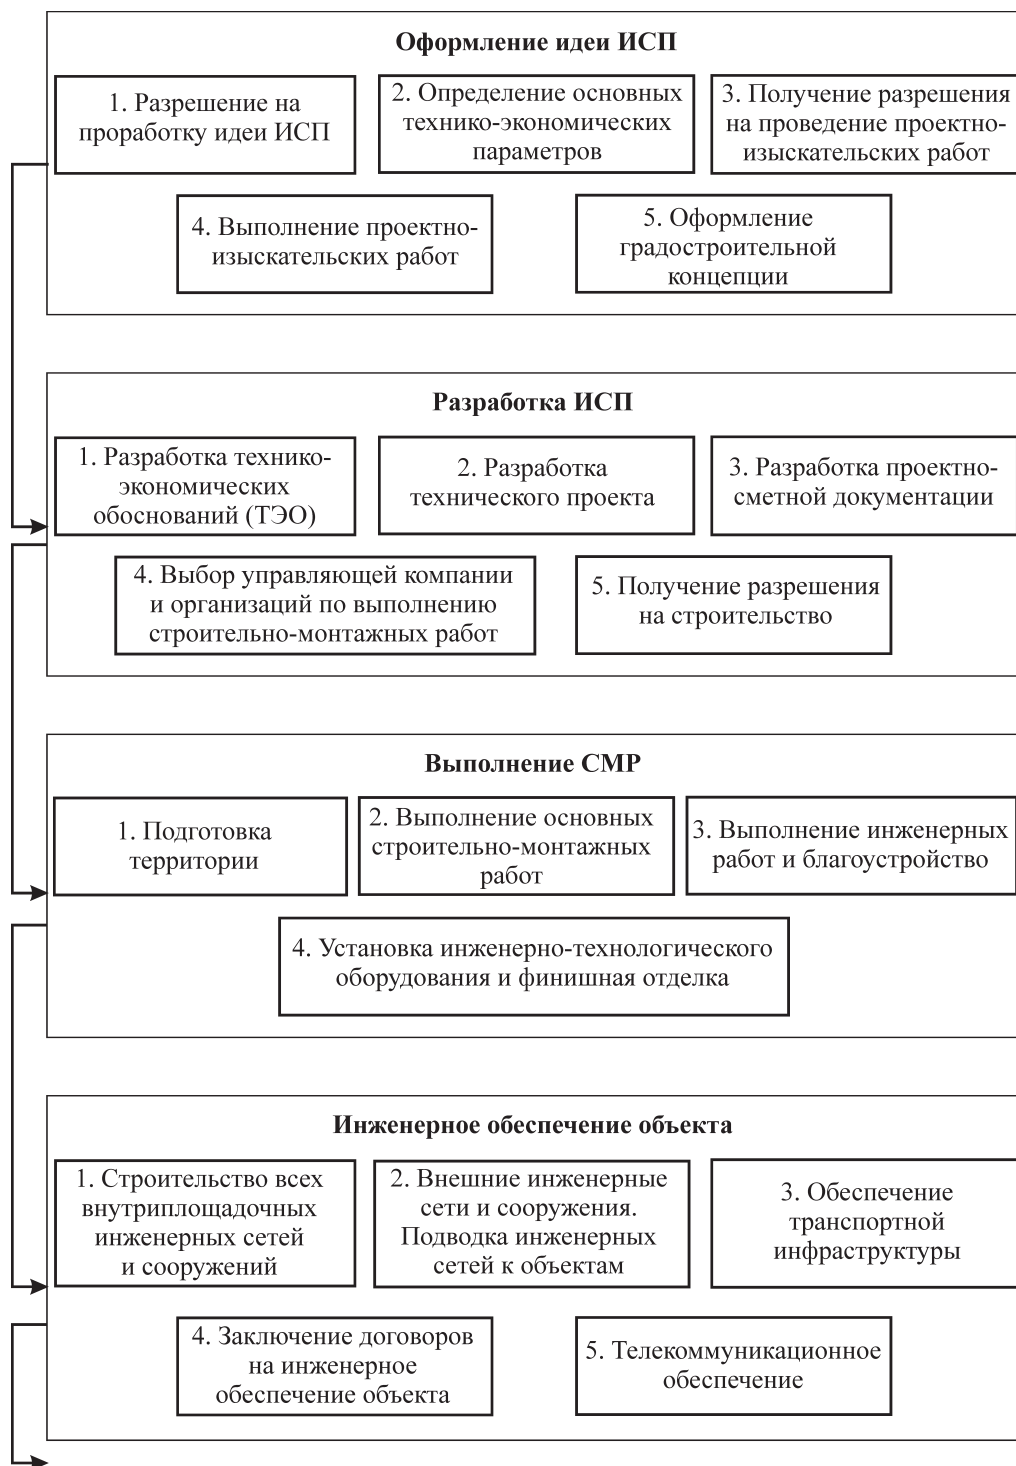 Оформление идеи ИСП
1. Разрешение на
проработку идеи ИСП
2. Определение основных
технико-экономических
параметров
3. Получение разрешения
на проведение проектно-
изыскательских работ
4. Выполнение проектно-
изыскательских работ
5. Оформление
градостроительной
концепции
Разработка ИСП
1. Разработка технико-
экономических
обоснований (ТЭО)
2. Разработка
технического проекта
3. Разработка проектно-
сметной документации
4. Выбор управляющей компании
и организаций по выполнению
строительно-монтажных работ
5. Получение разрешения
на строительство
Выполнение СМР
1. Подготовка
территории
2. Выполнение основных
строительно-монтажных
работ
3. Выполнение инженерных
работ и благоустройство
4. Установка инженерно-технологического
оборудования и финишная отделка
Инженерное обеспечение объекта
1. Строительство всех
внутриплощадочных
инженерных сетей
и сооружений
2. Внешние инженерные
сети и сооружения.
Подводка инженерных
сетей к объектам
3. Обеспечение
транспортной
инфраструктуры
4. Заключение договоров
на инженерное
обеспечение объекта
5. Телекоммуникационное
обеспечение